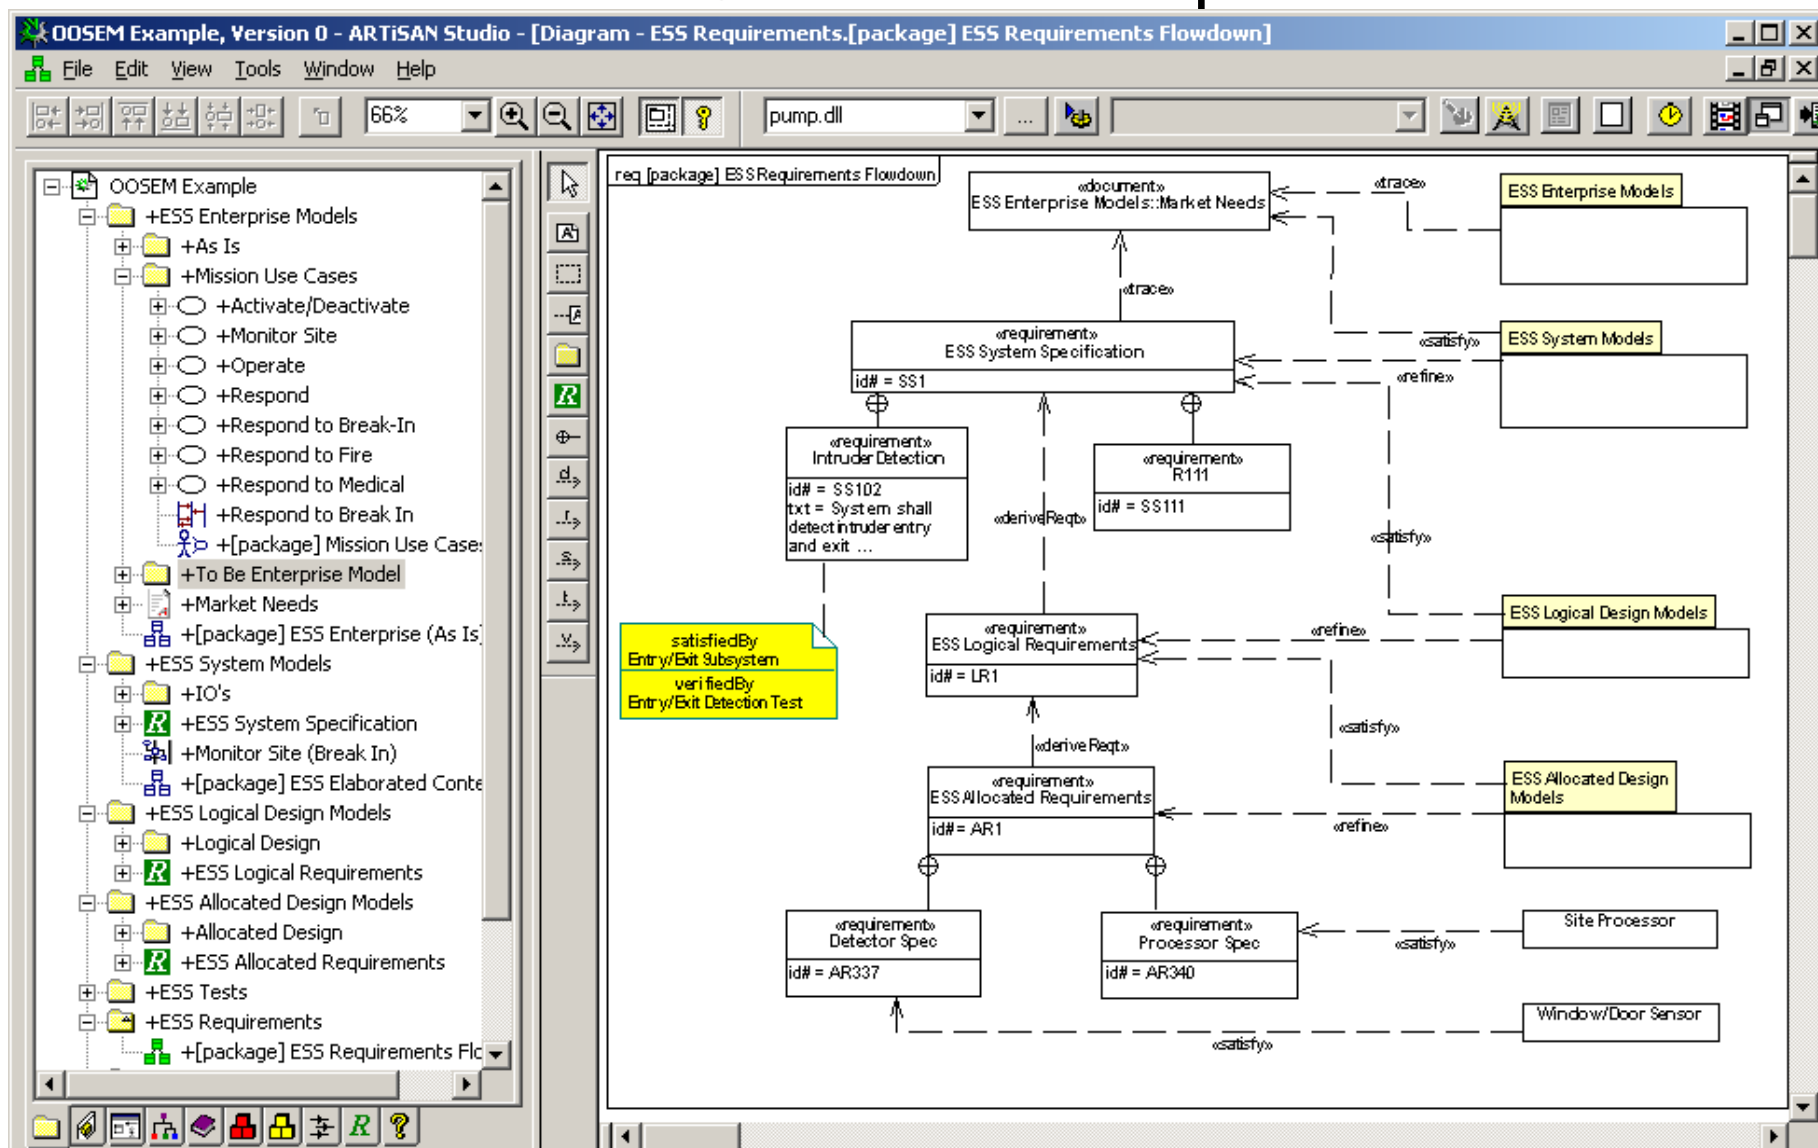 OOSEM Example, Version 0 - ARTiSAN Studio - [Diagram - ESS Requirements.[package] ESS Requirements Flowdown]
File Edit View Tools Window Help
66%
pump.dll
OOSEM Example
+ESS Enterprise Models
+As Is
+Mission Use Cases
+Activate/Deactivate
+Monitor Site
+Operate
+Respond
+Respond to Break-In
+Respond to Fire
+Respond to Medical
+Respond to Break In
+[package] Mission Use Cases
+To Be Enterprise Model
+Market Needs
+[package] ESS Enterprise (As Is)
+ESS System Models
+IO's
+ESS System Specification
+Monitor Site (Break In)
+[package] ESS Elaborated Conte
+ESS Logical Design Models
+Logical Design
+ESS Logical Requirements
+ESS Allocated Design Models
+Allocated Design
+ESS Allocated Requirements
+ESS Tests
+ESS Requirements
+[package] ESS Requirements Flo
req [package] ESS Requirements Flowdown
«document»
ESS Enterprise Models::Market Needs
«trace»
ESS Enterprise Models
«trace»
«requirement»
ESS System Specification
id# = SS1
«satisfy»
ESS System Models
«refine»
«requirement»
Intruder Detection
id# = SS102
txt = System shall
detect intruder entry
and exit ...
«requirement»
R111
id# = SS111
«deriveReqt»
«satisfy»
satisfiedBy
Entry/Exit Subsystem
verifiedBy
Entry/Exit Detection Test
«requirement»
ESS Logical Requirements
id# = LR1
«refine»
ESS Logical Design Models
«satisfy»
«deriveReqt»
«requirement»
ESS Allocated Requirements
id# = AR1
ESS Allocated Design
Models
«refine»
«requirement»
Detector Spec
id# = AR337
«requirement»
Processor Spec
id# = AR340
«satisfy»
Site Processor
Window/Door Sensor
«satisfy»